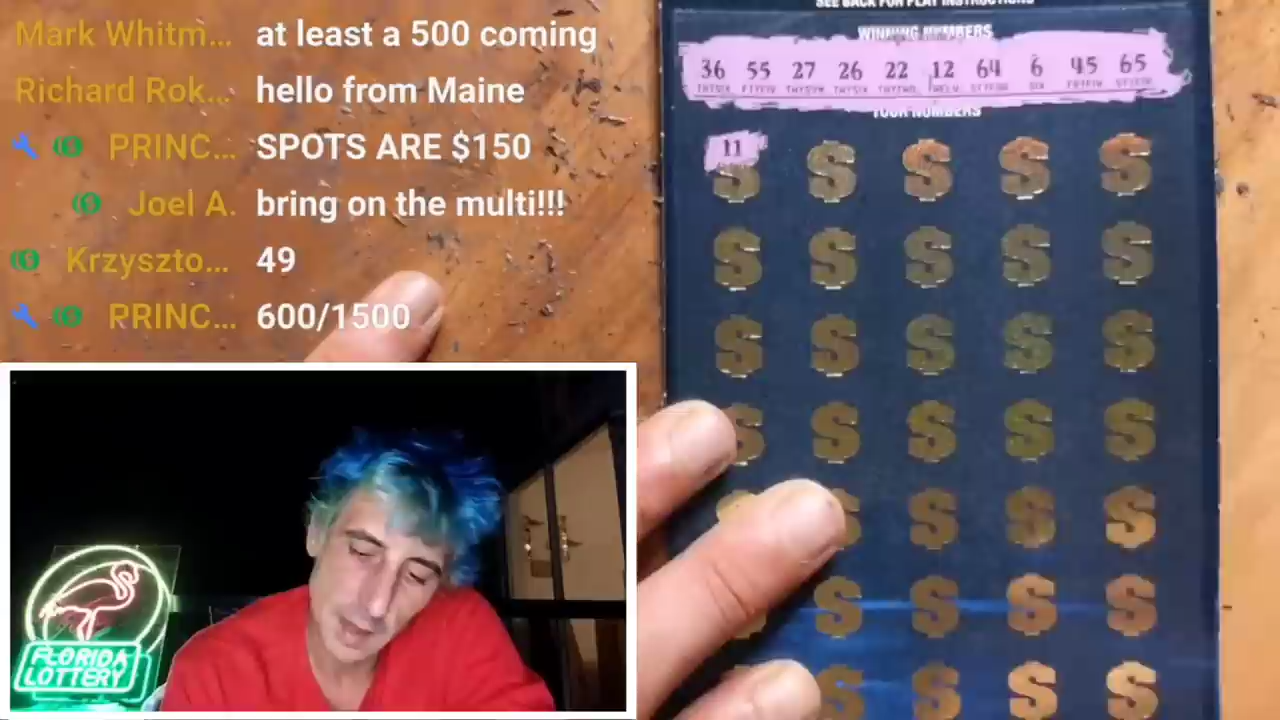 Mark Whitm... at least a 500 coming
Richard Rok... hello from Maine
PRINC... SPOTS ARE $150
Joel A. bring on the multi!!!
Krzyszto... 49
PRINC... 600/1500
SEE BACK FOR PLAY INSTRUCTIONS
WINNING NUMBERS
36 55 27 26 22 12 64 6 45 65
YOUR NUMBERS
11
FLORIDA
LOTTERY